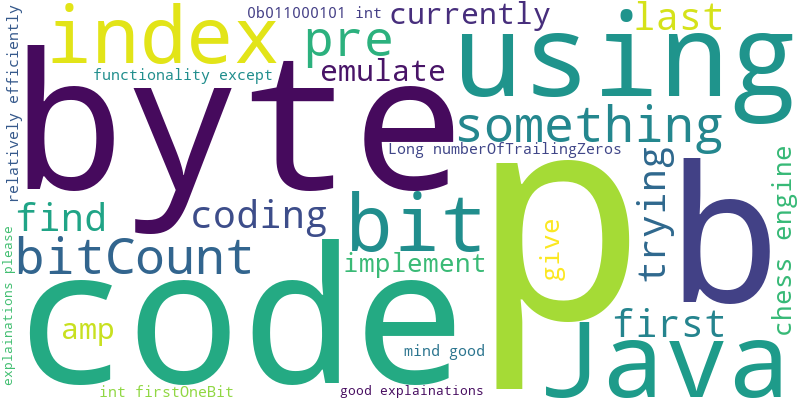 0b011000101 int
currently
last
index
pre
using
relatively efficiently
functionality except
emulate
byte
something
Long numberOfTrailingZeros
p
b
trying
chess engine
find
coding
bit
give
bitCount
implement
explainations please
code
amp
first
Java
mind good
int firstOneBit
good explainations